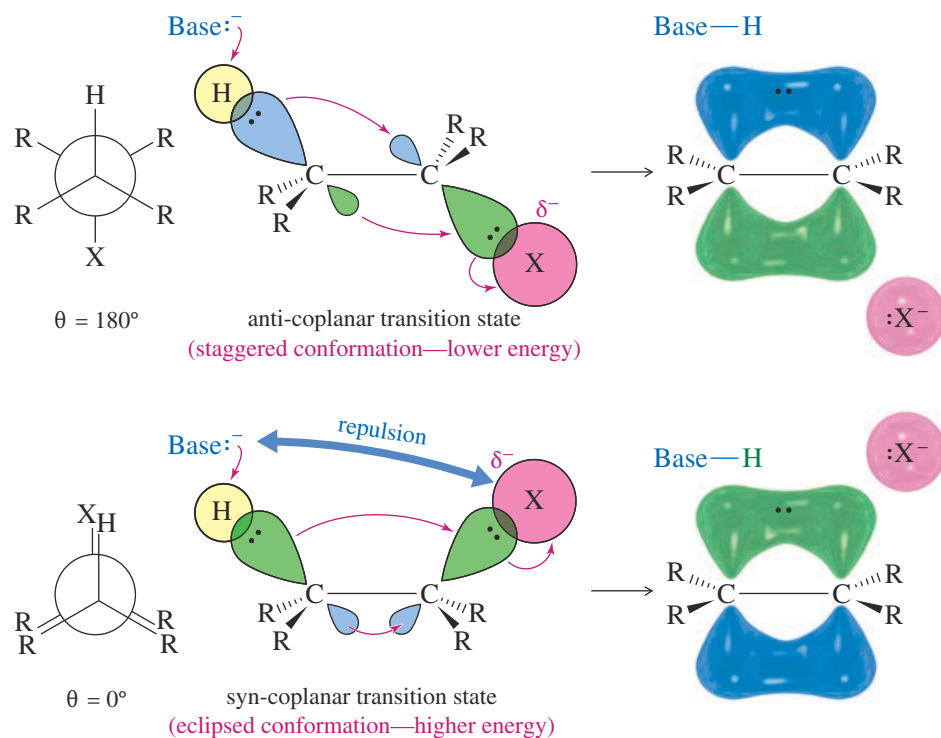 Base:⁻
Base—H
H
H
R
R
R
R
X
R
R
C
C
R
R
δ⁻
X
R
R
C
C
R
R
:X⁻
θ = 180°
anti-coplanar transition state
(staggered conformation—lower energy)
repulsion
Base:⁻
δ⁻
Base—H
:X⁻
H
X
X
H
R
R
R
R
C
C
R
R
R
R
R
R
C
C
R
R
θ = 0°
syn-coplanar transition state
(eclipsed conformation—higher energy)